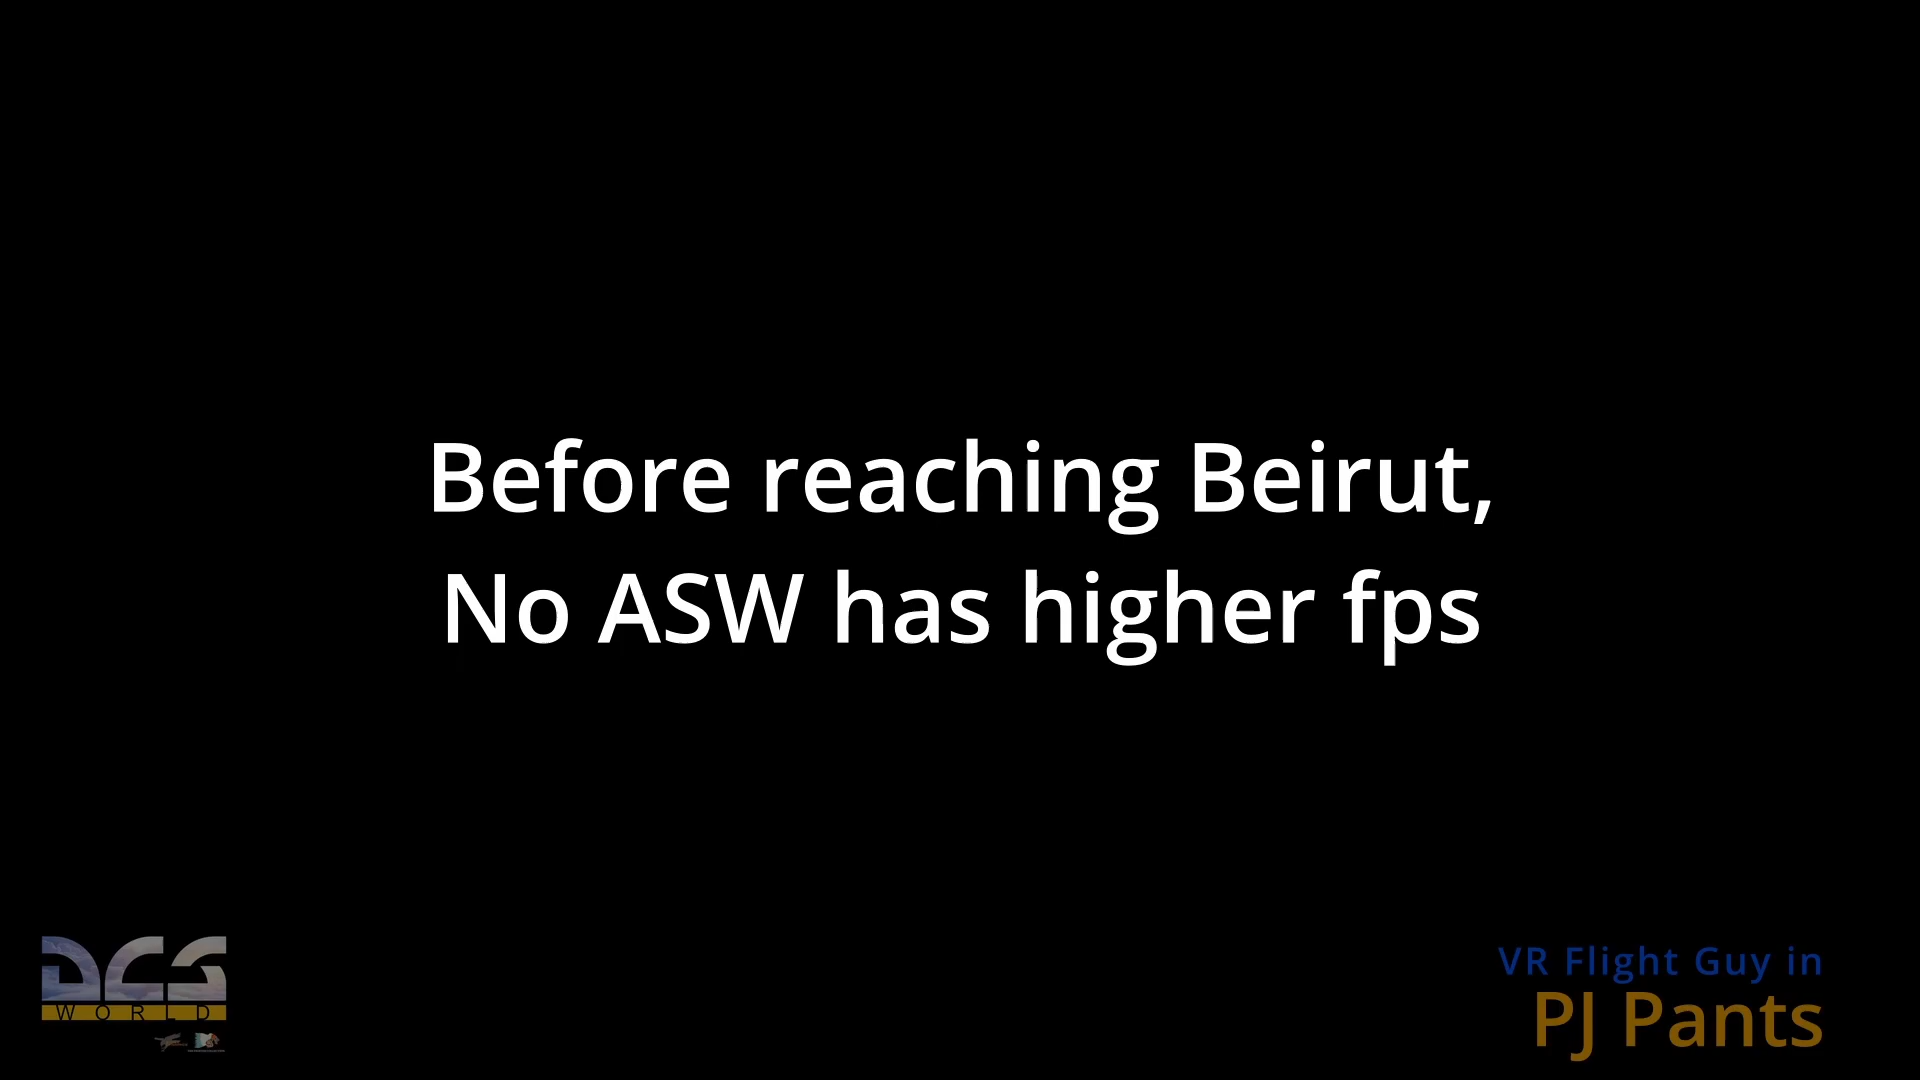 Before reaching Beirut,
No ASW has higher fps
DCS
WORLD
VR Flight Guy in
PJ Pants